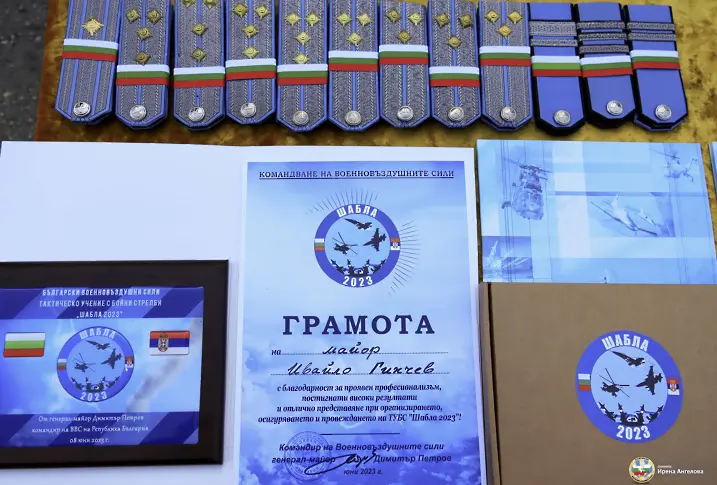 КОМАНДВАНЕ НА ВОЕННОВЪЗДУШНИТЕ СИЛИ
ШАБЛА
2023
ГРАМОТА
на майор
Ивайло Гинчев
с благодарност за проявен професионализъм,
постигнати високи резултати
и отлично представяне при организирането,
осигуряването и провеждането на ТУБС "Шабла 2023"!
Командир на Военновъздушните сили
генерал-майор Димитър Петров
юни 2023 г.
БЪЛГАРСКИ ВОЕННОВЪЗДУШНИ СИЛИ
ТАКТИЧЕСКО УЧЕНИЕ С БОЙНИ СТРЕЛБИ
„ШАБЛА 2023"
ШАБЛА
2023
От генерал-майор Димитър Петров
командир на ВВС на Република България
08 юни 2023 г.
ШАБЛА
2023
Ирена Ангелова